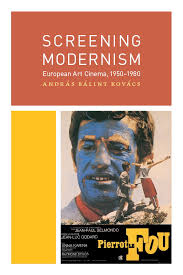 SCREENING
MODERNISM
European Art Cinema, 1950–1980
ANDRÁS BÁLINT KOVÁCS
JEAN-PAUL BELMONDO
JEAN-LUC GODARD
ANNA KARINA
Pierrot le FOU